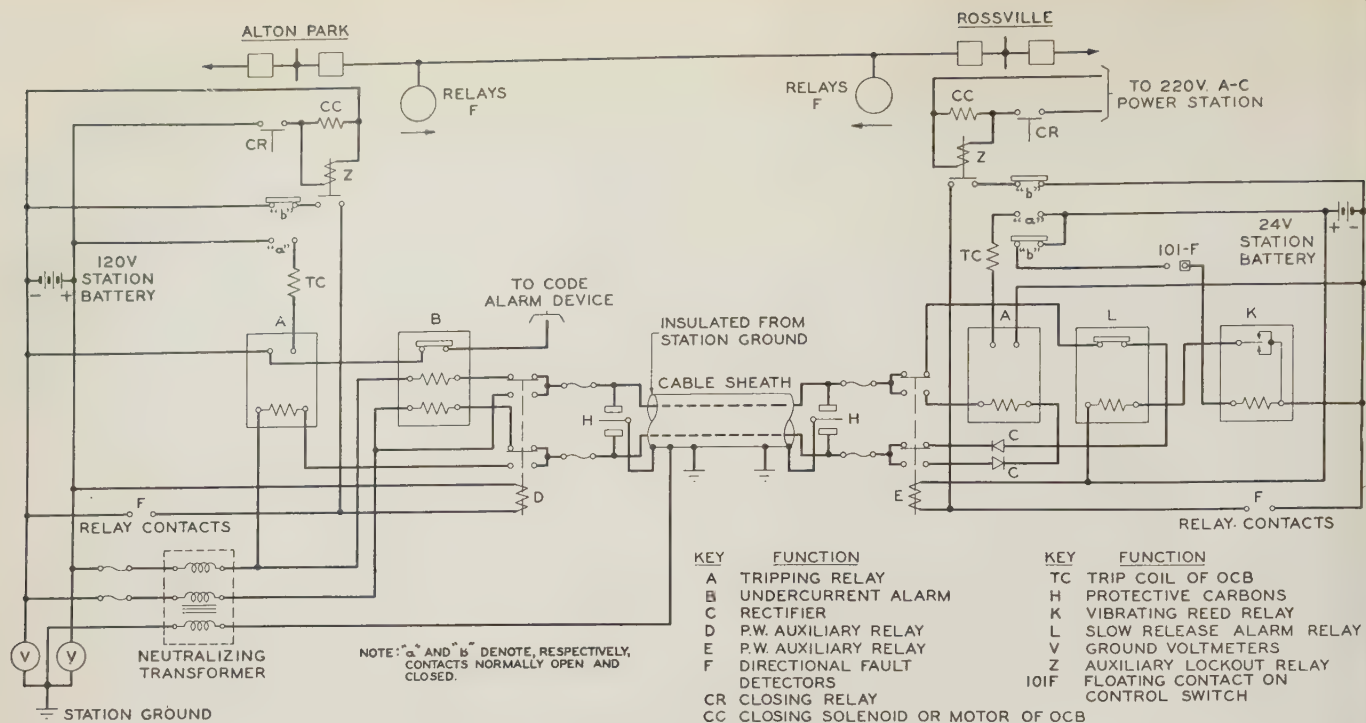 ALTON PARK
ROSSVILLE
RELAYS
F
RELAYS
F
TO 220V. A-C
POWER STATION
CC
CR
Z
CC
CR
Z
"b"
"a"
"b"
"a"
"b"
120V
STATION
BATTERY
- +
TC
TC
24V
STATION
BATTERY
+ -
101-F
TO CODE
ALARM DEVICE
A
B
INSULATED FROM
STATION GROUND
CABLE SHEATH
A
L
K
H
H
C
C
D
E
F
RELAY CONTACTS
F
RELAY CONTACTS
V
V
NEUTRALIZING
TRANSFORMER
STATION GROUND
NOTE: "a" AND "b" DENOTE, RESPECTIVELY,
CONTACTS NORMALLY OPEN AND
CLOSED.
KEY FUNCTION
A TRIPPING RELAY
B UNDERCURRENT ALARM
C RECTIFIER
D P.W. AUXILIARY RELAY
E P.W. AUXILIARY RELAY
F DIRECTIONAL FAULT
DETECTORS
CR CLOSING RELAY
CC CLOSING SOLENOID OR MOTOR OF OCB
KEY FUNCTION
TC TRIP COIL OF OCB
H PROTECTIVE CARBONS
K VIBRATING REED RELAY
L SLOW RELEASE ALARM RELAY
V GROUND VOLTMETERS
Z AUXILIARY LOCKOUT RELAY
101F FLOATING CONTACT ON
CONTROL SWITCH